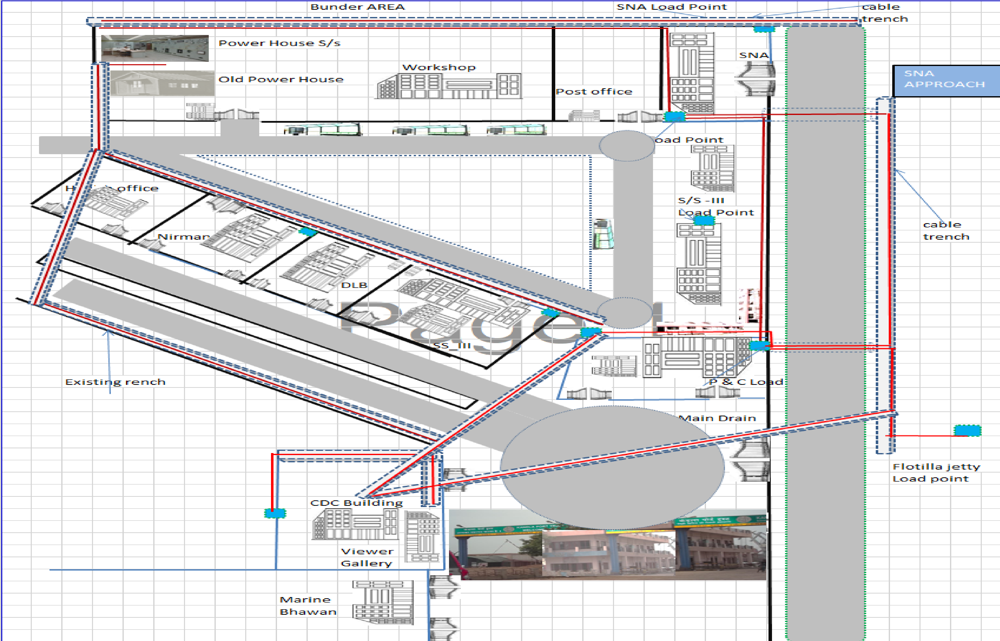 Bunder AREA
SNA Load Point
cable
trench
Power House S/s
SNA
Workshop
SNA
APPROACH
Old Power House
Post office
oad Point
office
S/S -III
Load Point
cable
trench
Nirman
DLB
Page 1
SS_III
Existing rench
P & C Load
Main Drain
Flotilla jetty
Load point
CDC Building
Viewer
Gallery
Marine
Bhawan